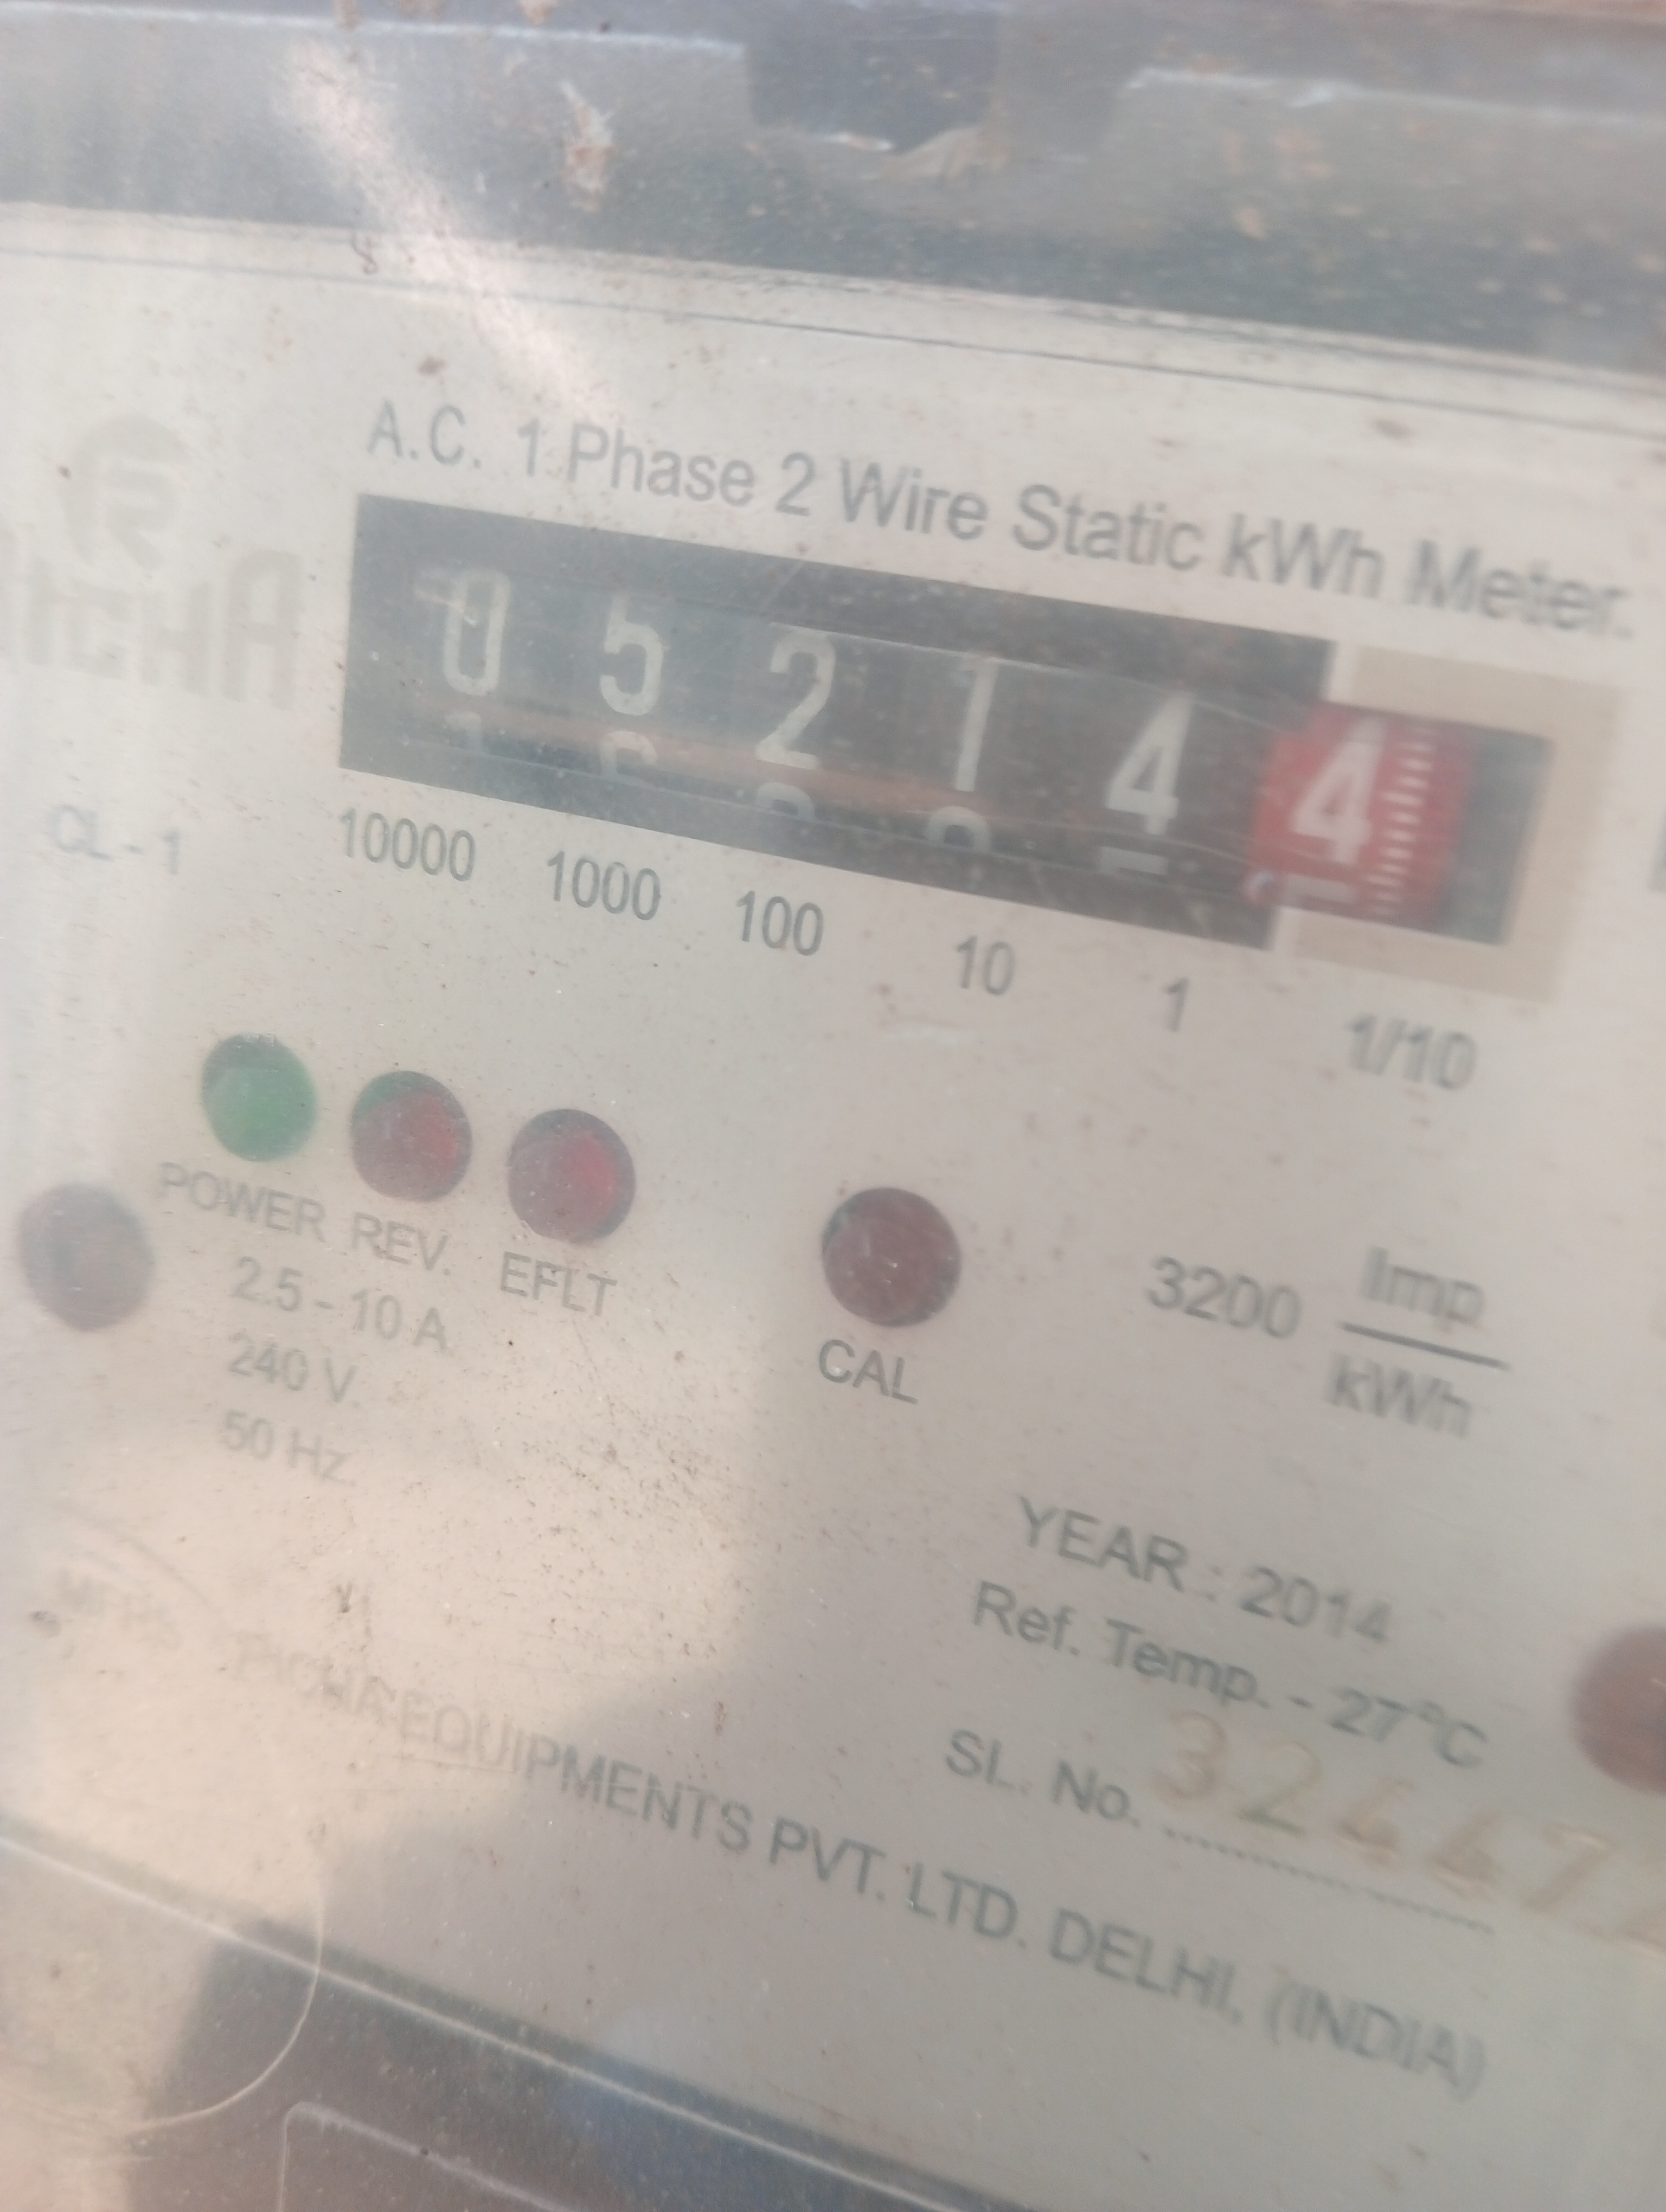 A.C. 1 Phase 2 Wire Static kWh Meter.
0 5 2 1 4 4
10000 1000 100 10 1 1/10
CL - 1
POWER REV. EFLT
CAL
3200 Imp
kWh
2.5 - 10 A.
240 V.
50 Hz.
YEAR : 2014
Ref. Temp. - 27°C
SL. No.
MFRS
EQUIPMENTS PVT. LTD. DELHI, (INDIA)